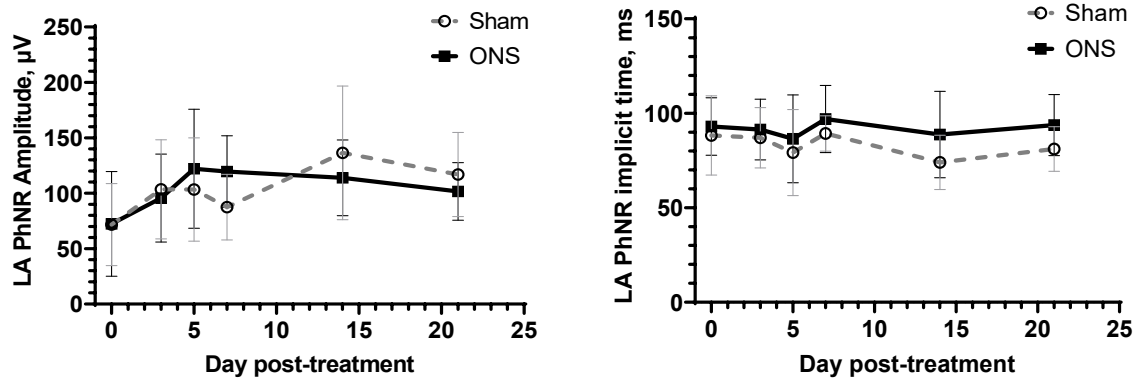 LA PhNR Amplitude, µV
250
200
150
100
50
0
0 5 10 15 20 25
Day post-treatment
Sham
ONS
LA PhNR implicit time, ms
150
100
50
0
0 5 10 15 20 25
Day post-treatment
Sham
ONS